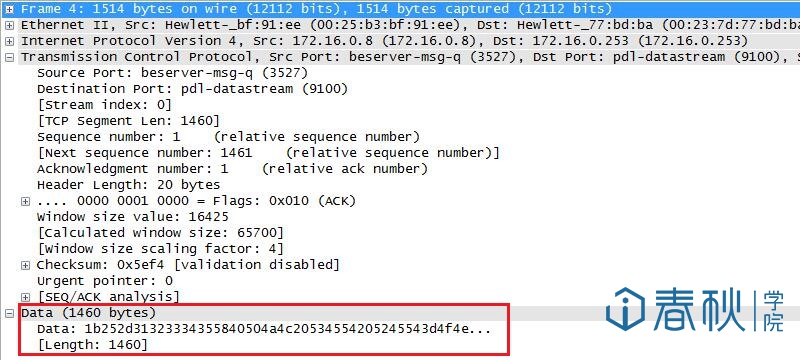 Frame 4: 1514 bytes on wire (12112 bits), 1514 bytes captured (12112 bits)
Ethernet II, Src: Hewlett-_bf:91:ee (00:25:b3:bf:91:ee), Dst: Hewlett-_77:bd:ba (00:23:7d:77:bd:ba
Internet Protocol Version 4, Src: 172.16.0.8 (172.16.0.8), Dst: 172.16.0.253 (172.16.0.253)
Transmission Control Protocol, Src Port: beserver-msg-q (3527), Dst Port: pdl-datastream (9100), S
Source Port: beserver-msg-q (3527)
Destination Port: pdl-datastream (9100)
[Stream index: 0]
[TCP Segment Len: 1460]
Sequence number: 1    (relative sequence number)
[Next sequence number: 1461    (relative sequence number)]
Acknowledgment number: 1    (relative ack number)
Header Length: 20 bytes
.... 0000 0001 0000 = Flags: 0x010 (ACK)
Window size value: 16425
[Calculated window size: 65700]
[Window size scaling factor: 4]
Checksum: 0x5ef4 [validation disabled]
Urgent pointer: 0
[SEQ/ACK analysis]
Data (1460 bytes)
Data: 1b252d31323334355840504a4c20534554205245543d4f4e...
[Length: 1460]
春秋 学院